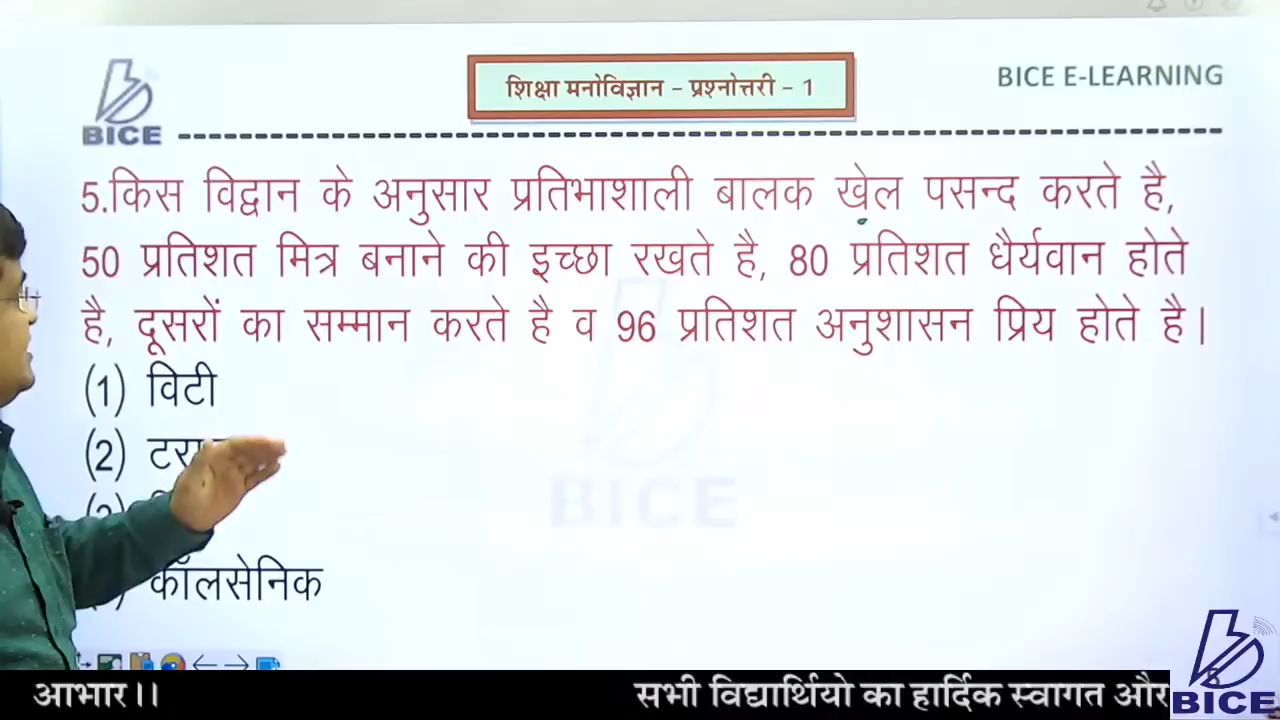 BICE
शिक्षा मनोविज्ञान – प्रश्नोत्तरी – 1
BICE E-LEARNING
5.किस विद्वान के अनुसार प्रतिभाशाली बालक खेल पसन्द करते है,
50 प्रतिशत मित्र बनाने की इच्छा रखते है, 80 प्रतिशत धैर्यवान होते
है, दूसरों का सम्मान करते है व 96 प्रतिशत अनुशासन प्रिय होते है।
(1) विटी
(2)
कॉलसेनिक
BICE
आभार।। सभी विद्यार्थियो का हार्दिक स्वागत और
BICE